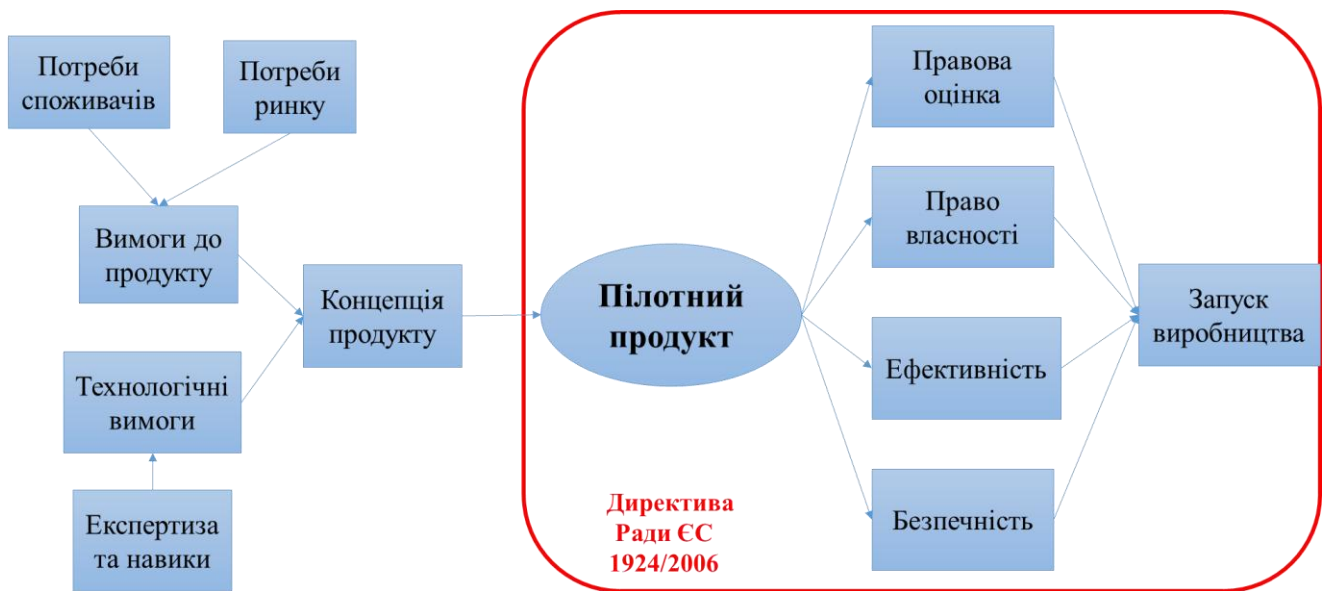 Потреби
споживачів
Потреби
ринку
Вимоги до
продукту
Технологічні
вимоги
Експертиза
та навики
Концепція
продукту
Пілотний
продукт
Директива
Ради ЄС
1924/2006
Правова
оцінка
Право
власності
Ефективність
Безпечність
Запуск
виробництва